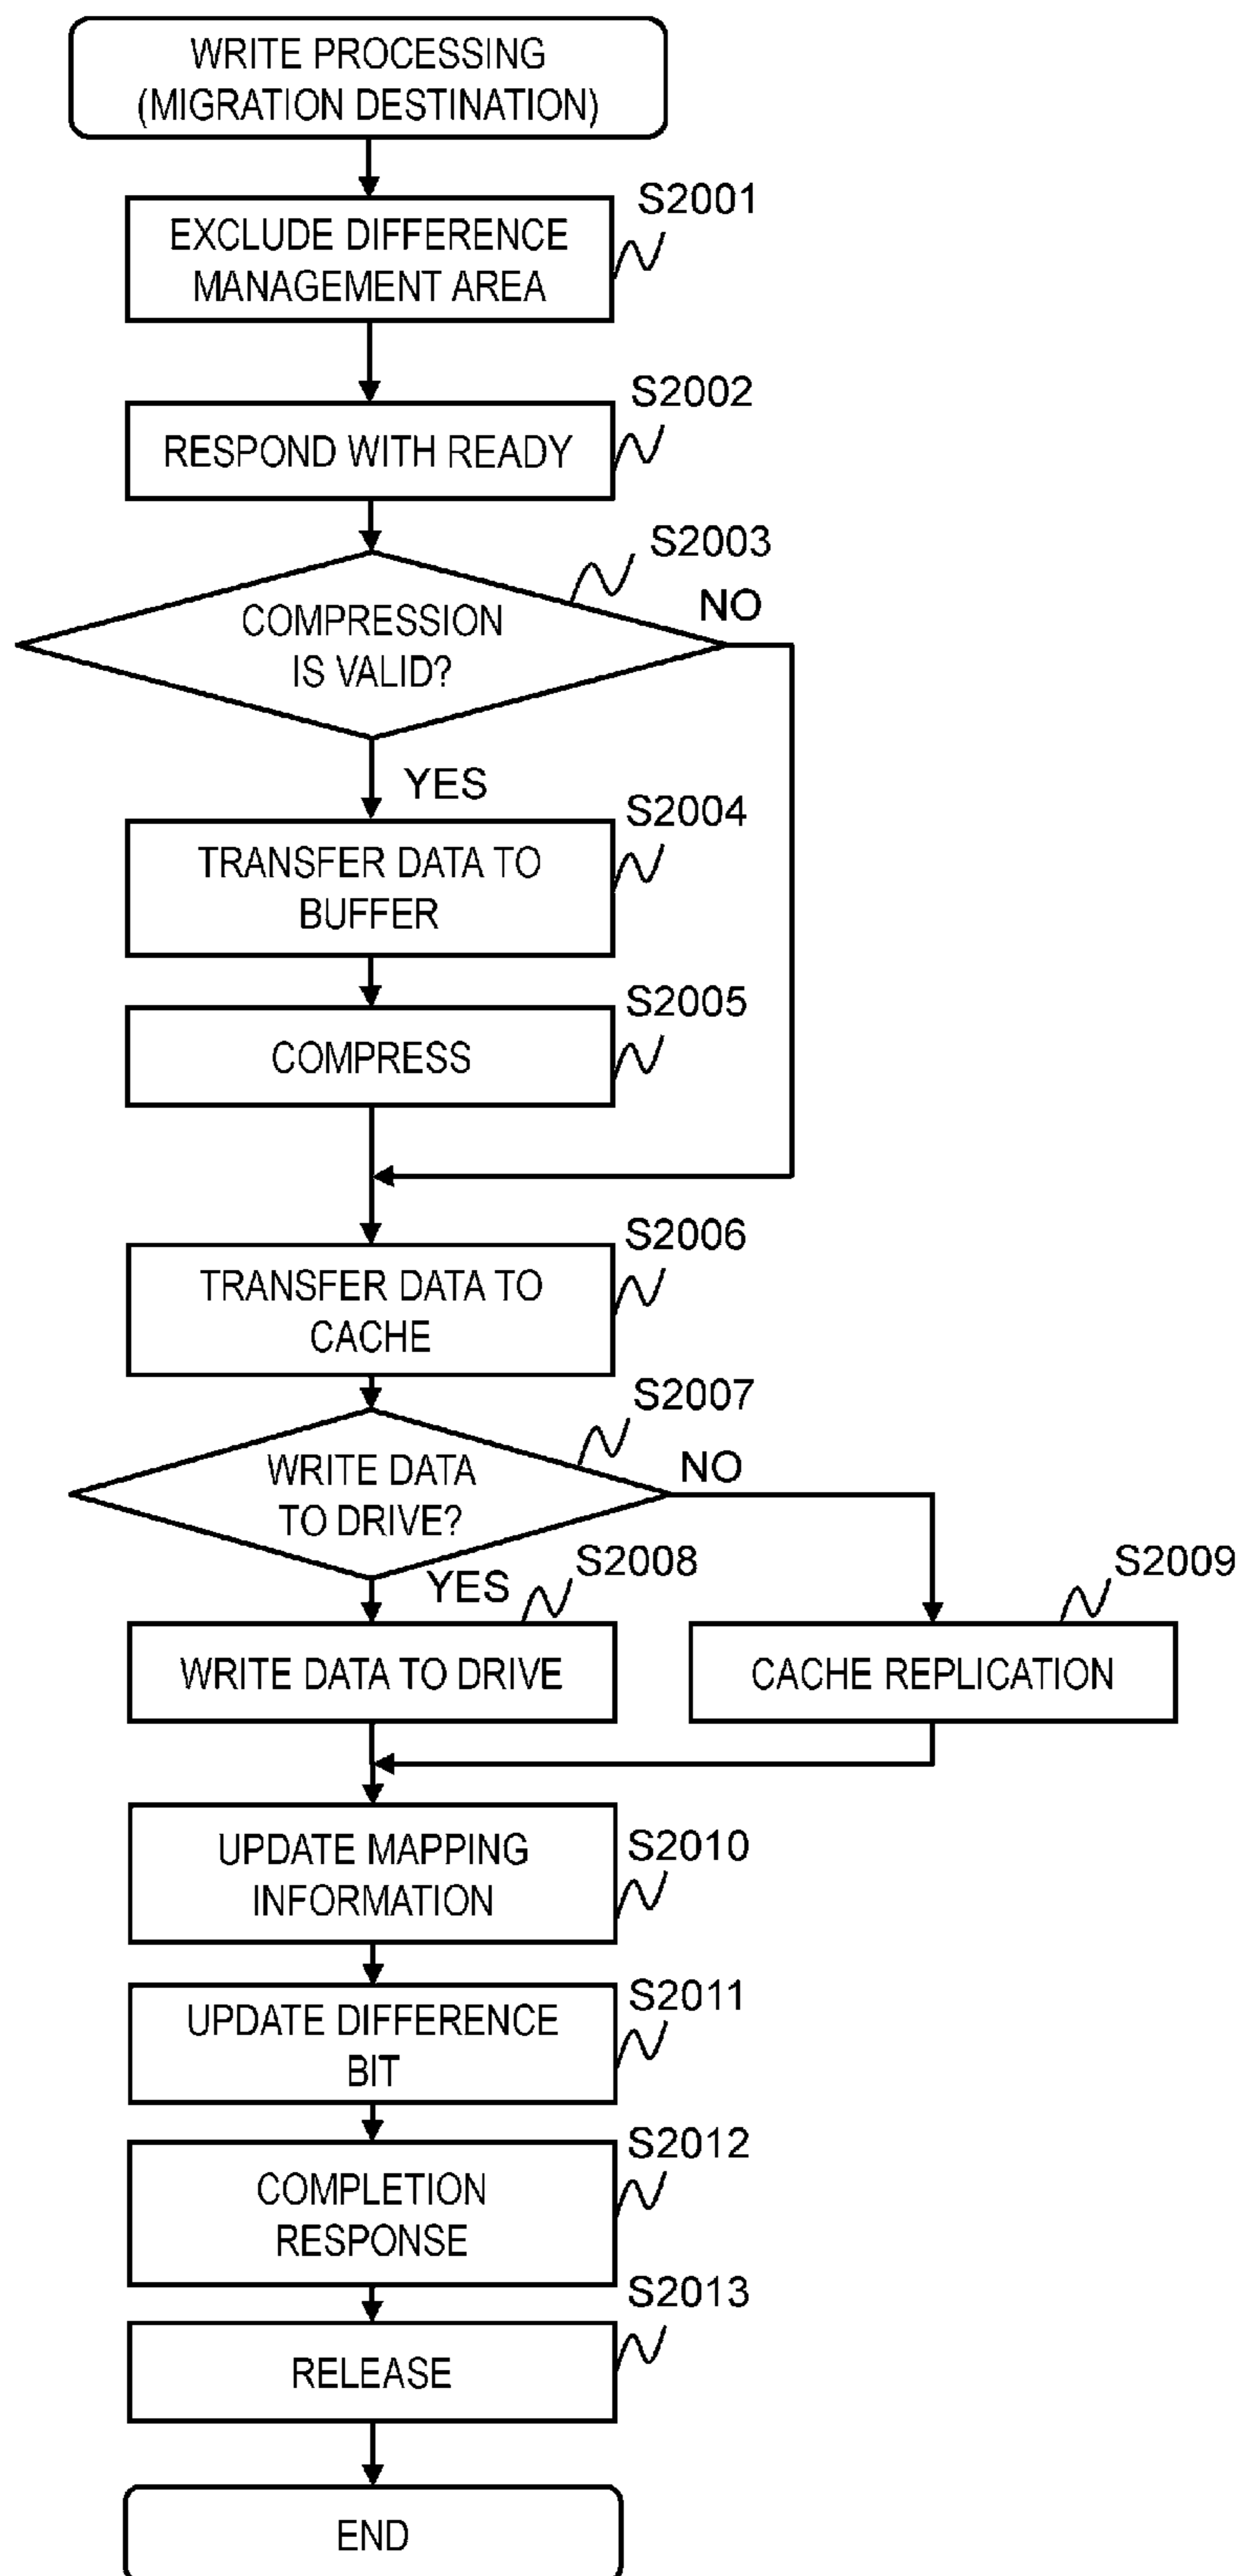 WRITE PROCESSING
(MIGRATION DESTINATION)
S2001
EXCLUDE DIFFERENCE
MANAGEMENT AREA
S2002
RESPOND WITH READY
S2003
COMPRESSION
IS VALID?
NO
YES
S2004
TRANSFER DATA TO
BUFFER
S2005
COMPRESS
S2006
TRANSFER DATA TO
CACHE
S2007
WRITE DATA
TO DRIVE?
NO
YES
S2008
S2009
WRITE DATA TO DRIVE
CACHE REPLICATION
S2010
UPDATE MAPPING
INFORMATION
S2011
UPDATE DIFFERENCE
BIT
S2012
COMPLETION
RESPONSE
S2013
RELEASE
END